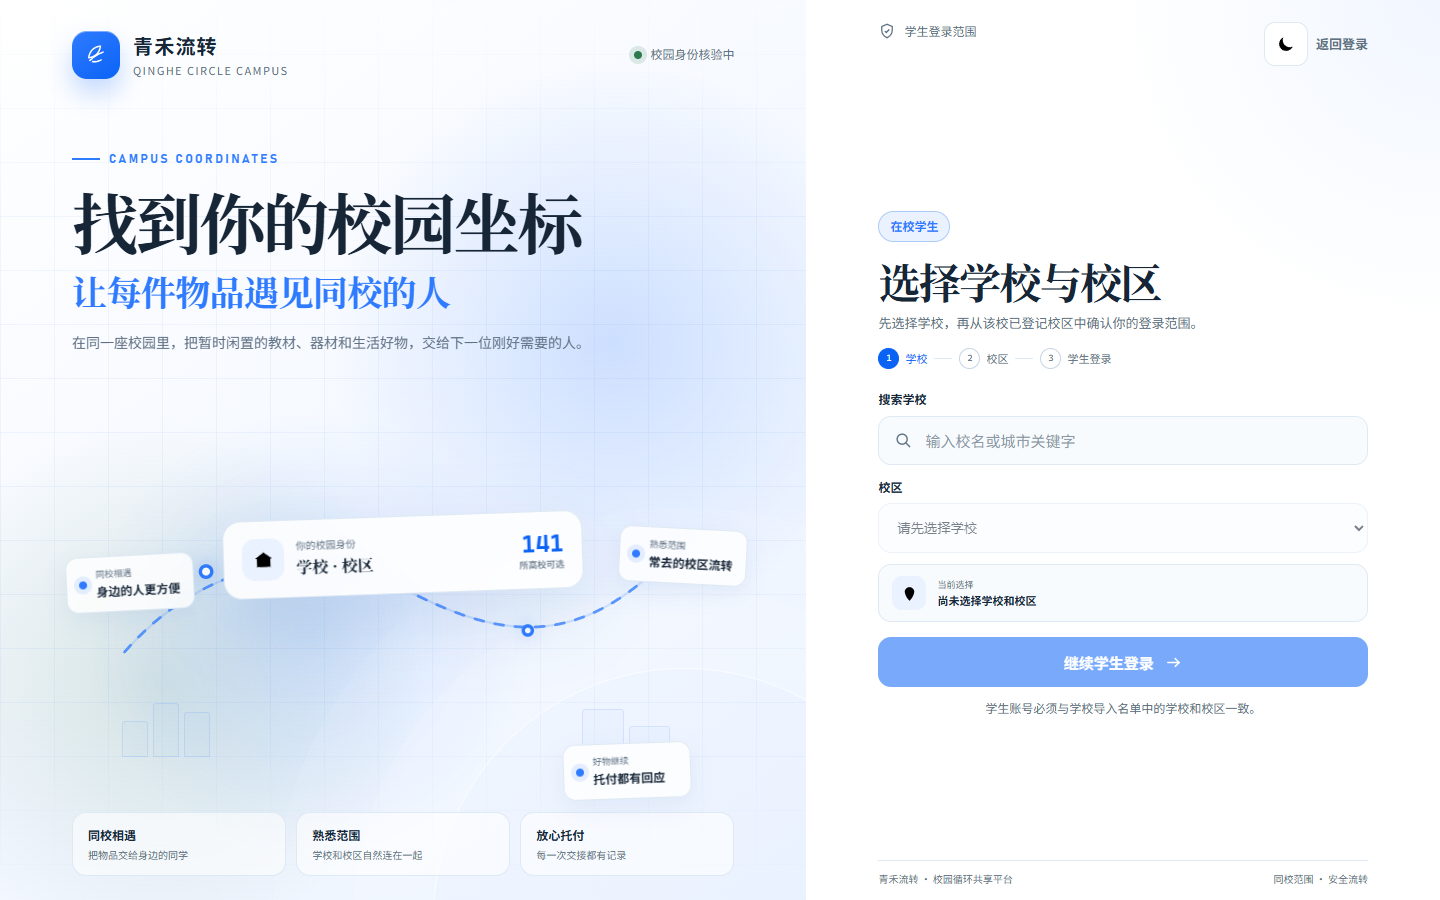 青禾流转
QINGHE CIRCLE CAMPUS
校园身份核验中
CAMPUS COORDINATES
找到你的校园坐标
让每件物品遇见同校的人
在同一座校园里，把暂时闲置的教材、器材和生活好物，交给下一位刚好需要的人。
同校相遇
身边的人更方便
你的校园身份
学校 · 校区
141
所高校可选
熟悉范围
常去的校区流转
好物继续
托付都有回应
同校相遇
把物品交给身边的同学
熟悉范围
学校和校区自然连在一起
放心托付
每一次交接都有记录
学生登录范围
返回登录
在校学生
选择学校与校区
先选择学校，再从该校已登记校区中确认你的登录范围。
1 学校 2 校区 3 学生登录
搜索学校
输入校名或城市关键字
校区
请先选择学校
当前选择
尚未选择学校和校区
继续学生登录 →
学生账号必须与学校导入名单中的学校和校区一致。
青禾流转 · 校园循环共享平台
同校范围 · 安全流转